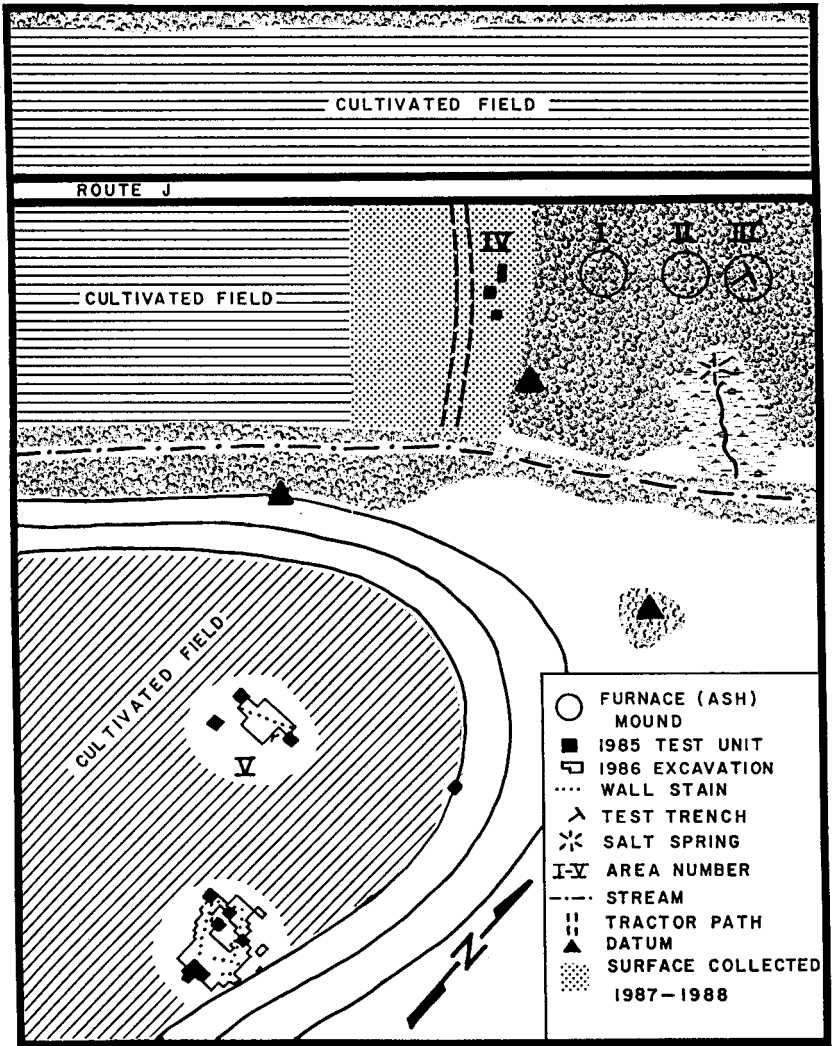 CULTIVATED FIELD
ROUTE J
IV
I
II
III
CULTIVATED FIELD
CULTIVATED FIELD
V
N
FURNACE (ASH)
MOUND
1985 TEST UNIT
1986 EXCAVATION
WALL STAIN
TEST TRENCH
SALT SPRING
I-V AREA NUMBER
STREAM
TRACTOR PATH
DATUM
SURFACE COLLECTED
1987-1988